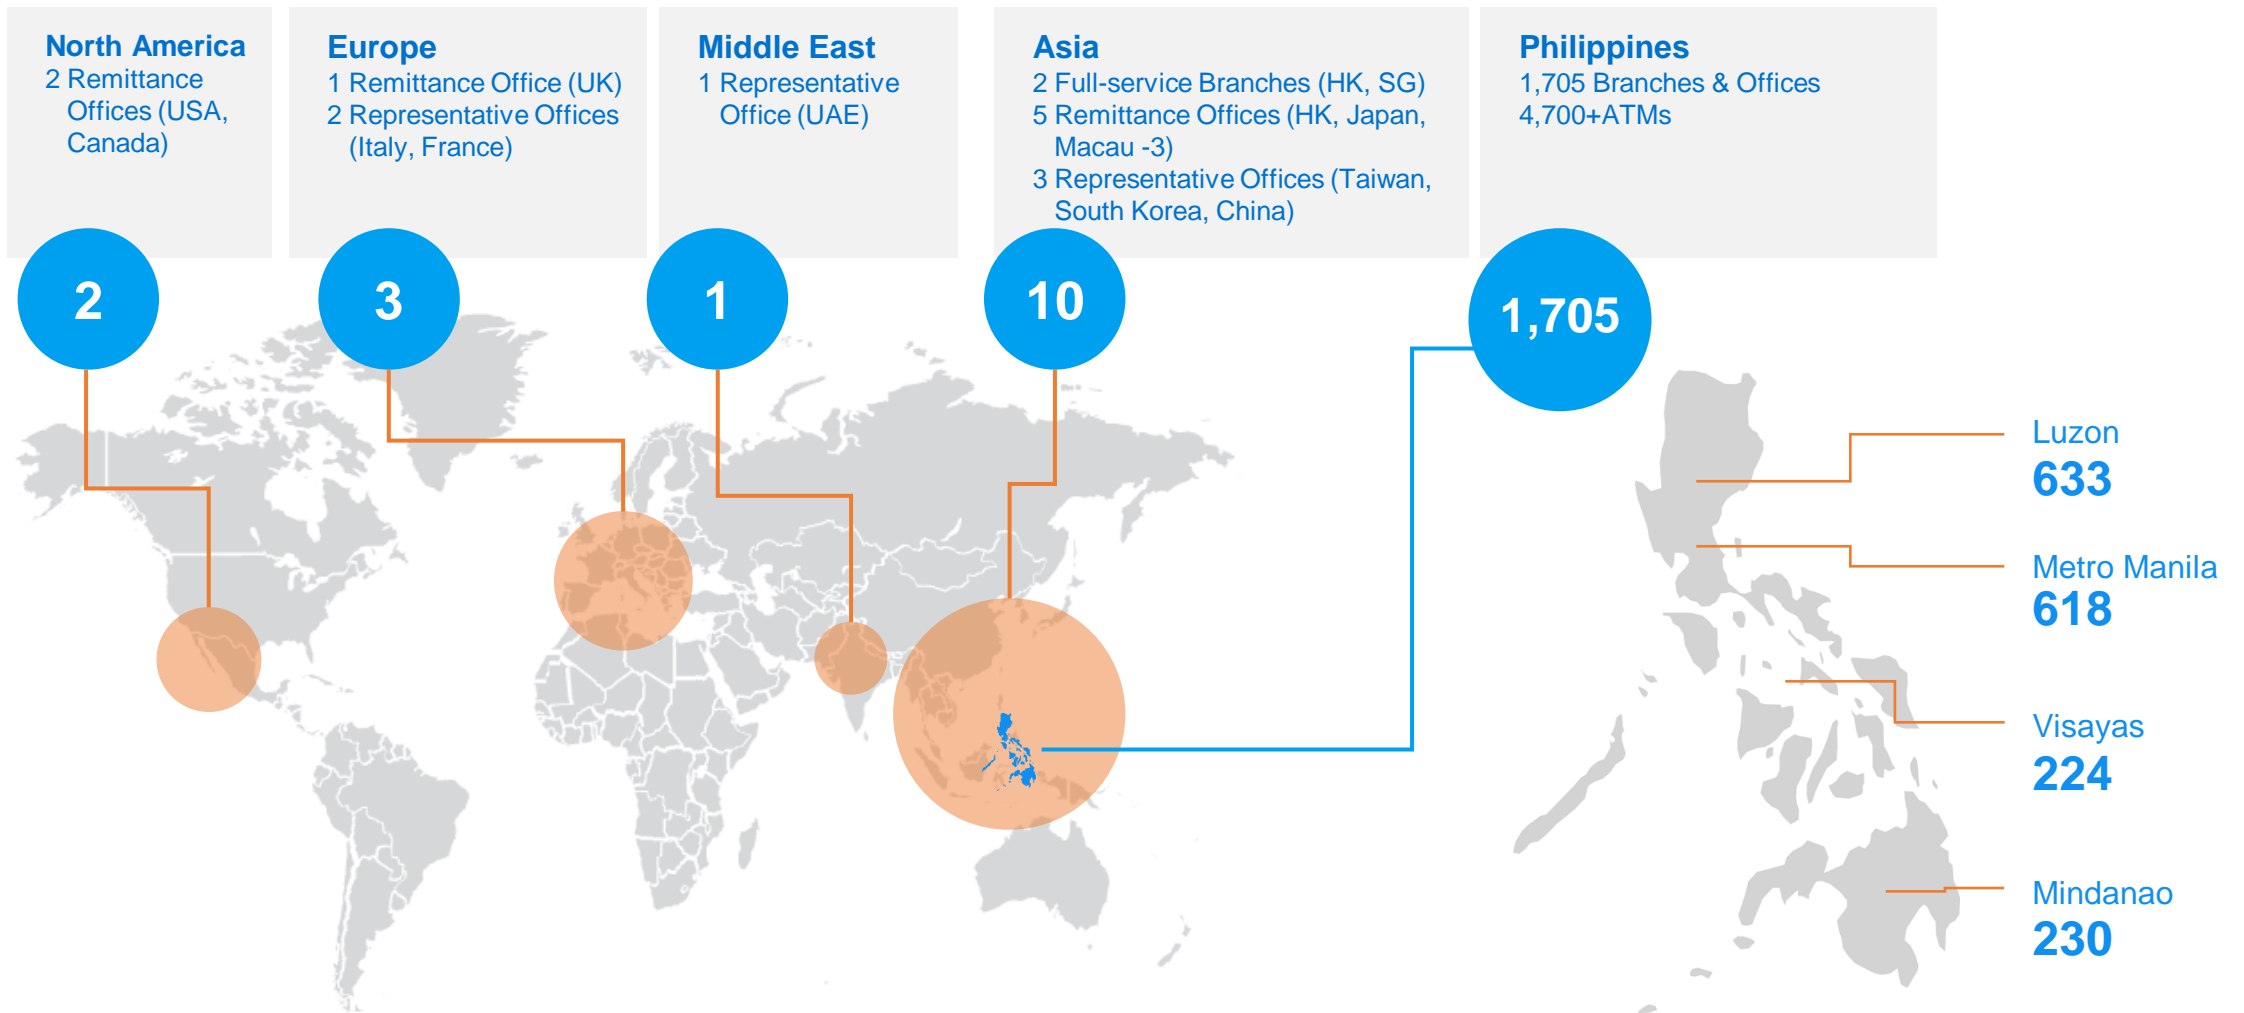 North America
2 Remittance
Offices (USA,
Canada)
Europe
1 Remittance Office (UK)
2 Representative Offices
(Italy, France)
Middle East
1 Representative
Office (UAE)
Asia
2 Full-service Branches (HK, SG)
5 Remittance Offices (HK, Japan,
Macau -3)
3 Representative Offices (Taiwan,
South Korea, China)
Philippines
1,705 Branches & Offices
4,700+ATMs
2
3
1
10
1,705
Luzon
633
Metro Manila
618
Visayas
224
Mindanao
230